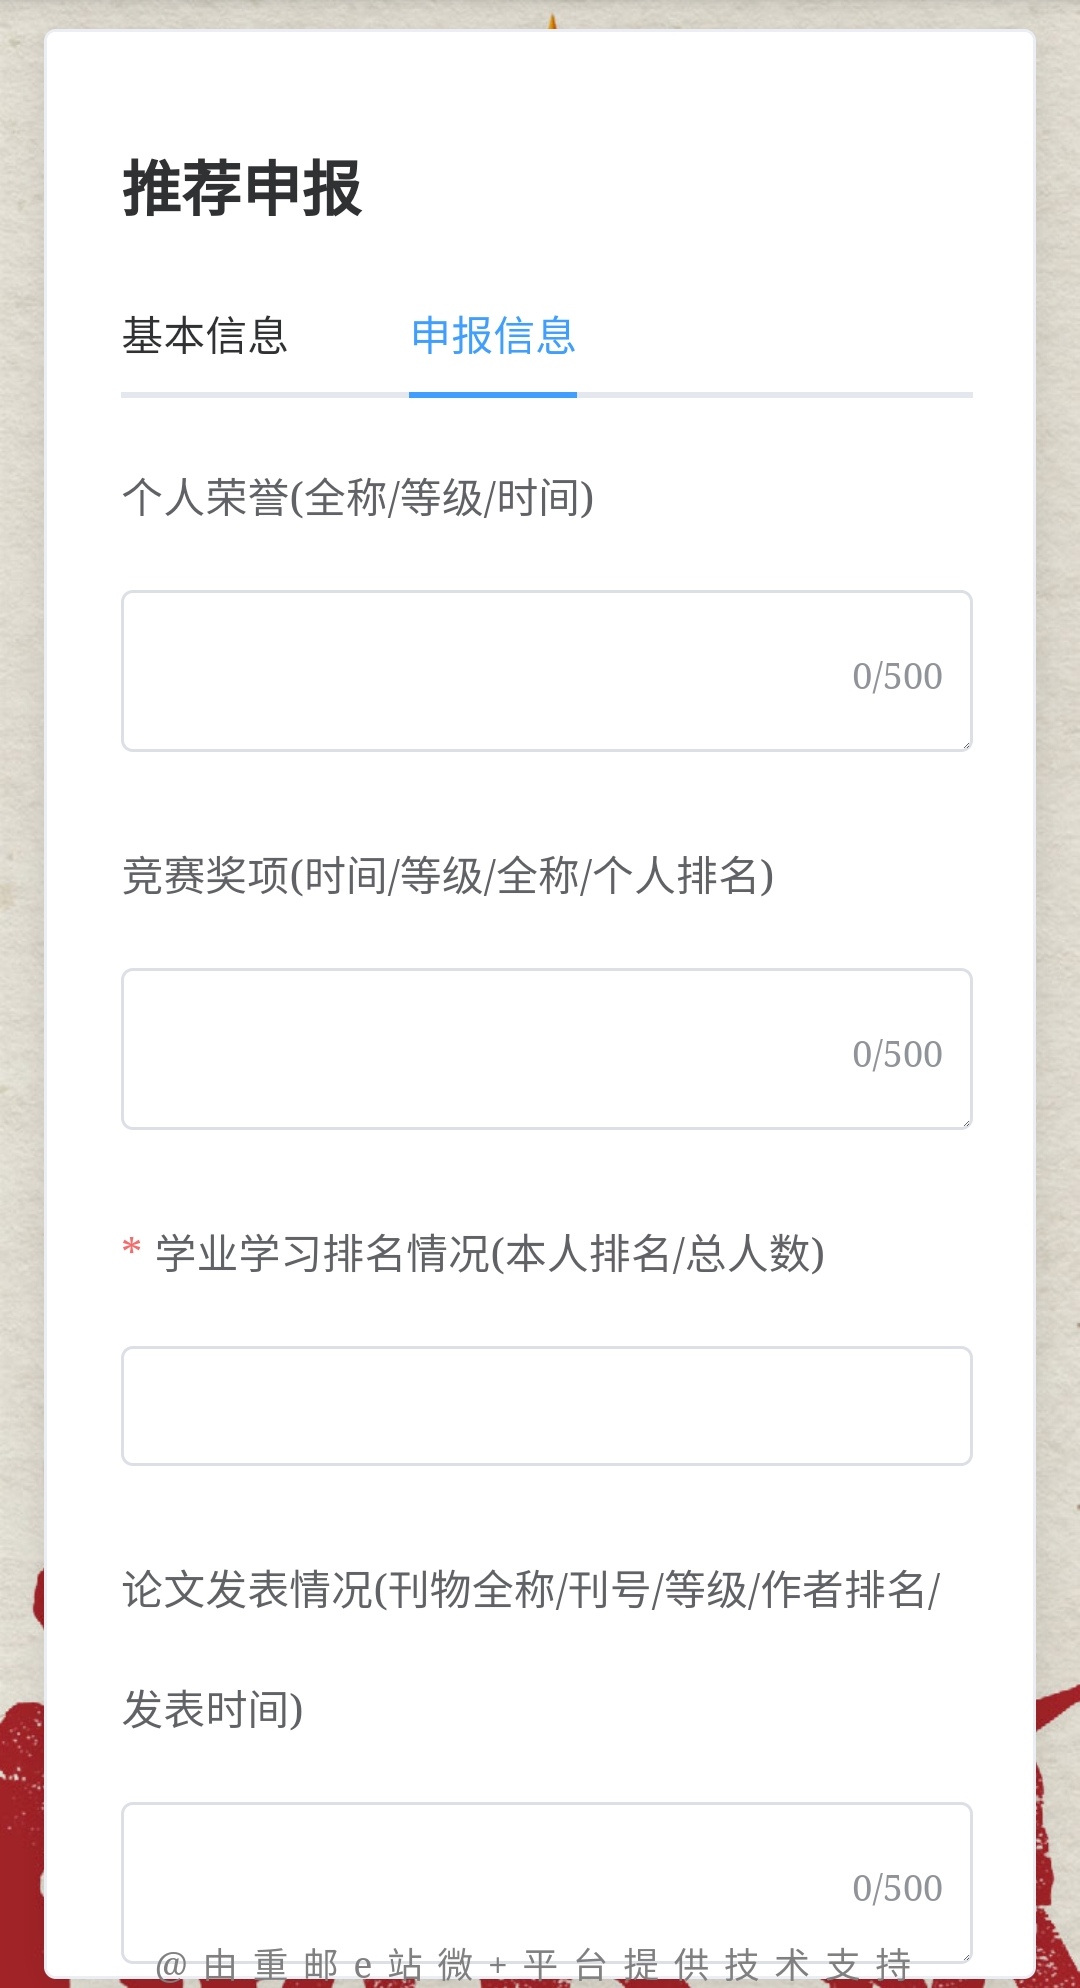 推荐申报
基本信息
申报信息
个人荣誉(全称/等级/时间)
0/500
竞赛奖项(时间/等级/全称/个人排名)
0/500
* 学业学习排名情况(本人排名/总人数)
论文发表情况(刊物全称/刊号/等级/作者排名/
发表时间)
0/500
@由重邮e站微+平台提供技术支持